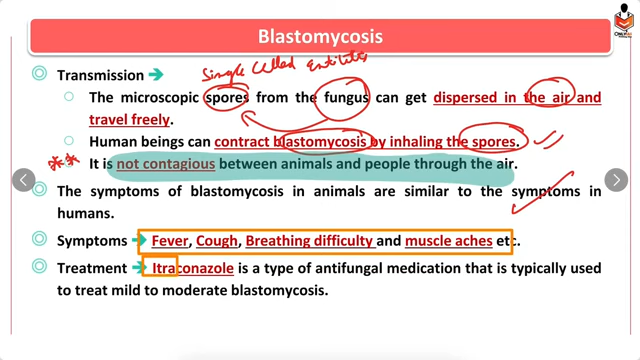 Blastomycosis
Single celled entities
Transmission ➔
The microscopic spores from the fungus can get dispersed in the air and
travel freely.
Human beings can contract blastomycosis by inhaling the spores.
** It is not contagious between animals and people through the air.
The symptoms of blastomycosis in animals are similar to the symptoms in
humans.
Symptoms ➔ Fever, Cough, Breathing difficulty and muscle aches etc.
Treatment ➔ Itraconazole is a type of antifungal medication that is typically used
to treat mild to moderate blastomycosis.